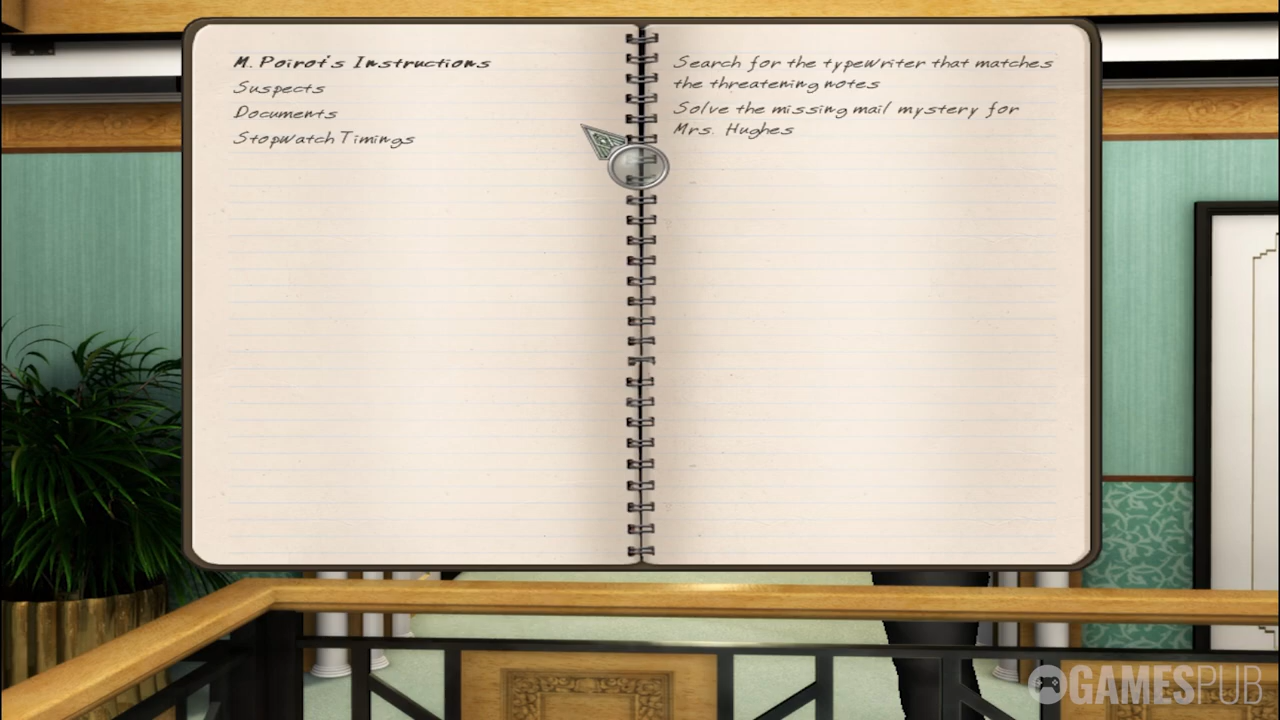 M. Poirot's Instructions
Suspects
Documents
Stopwatch Timings
Search for the typewriter that matches
the threatening notes
Solve the missing mail mystery for
Mrs. Hughes
GAMESPUB